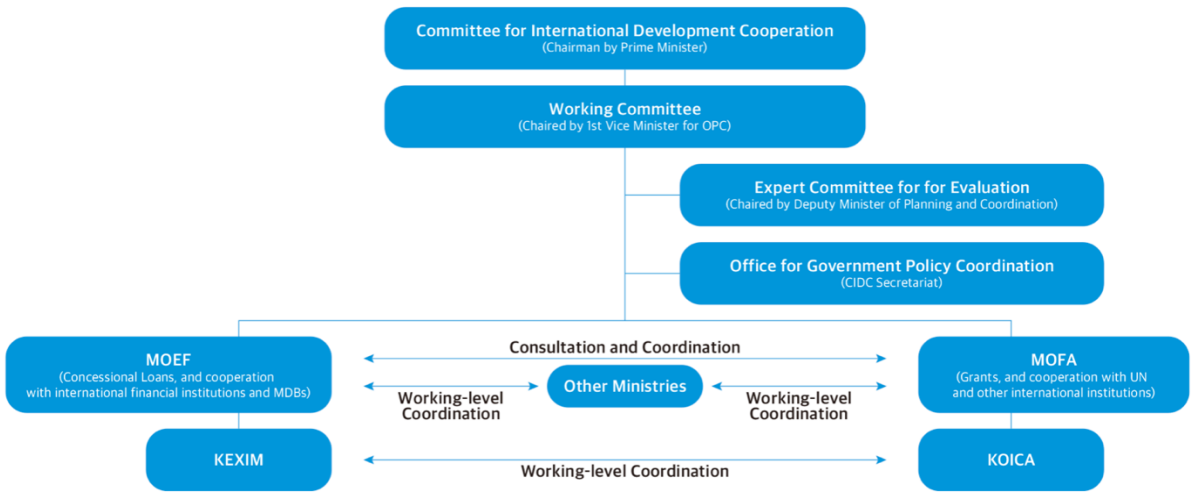 Committee for International Development Cooperation
(Chairman by Prime Minister)
Working Committee
(Chaired by 1st Vice Minister for OPC)
Expert Committee for for Evaluation
(Chaired by Deputy Minister of Planning and Coordination)
Office for Government Policy Coordination
(CIDC Secretariat)
MOEF
(Concessional Loans, and cooperation
with international financial institutions and MDBs)
Consultation and Coordination
Other Ministries
Working-level
Coordination
Working-level
Coordination
MOFA
(Grants, and cooperation with UN
and other international institutions)
KEXIM
Working-level Coordination
KOICA